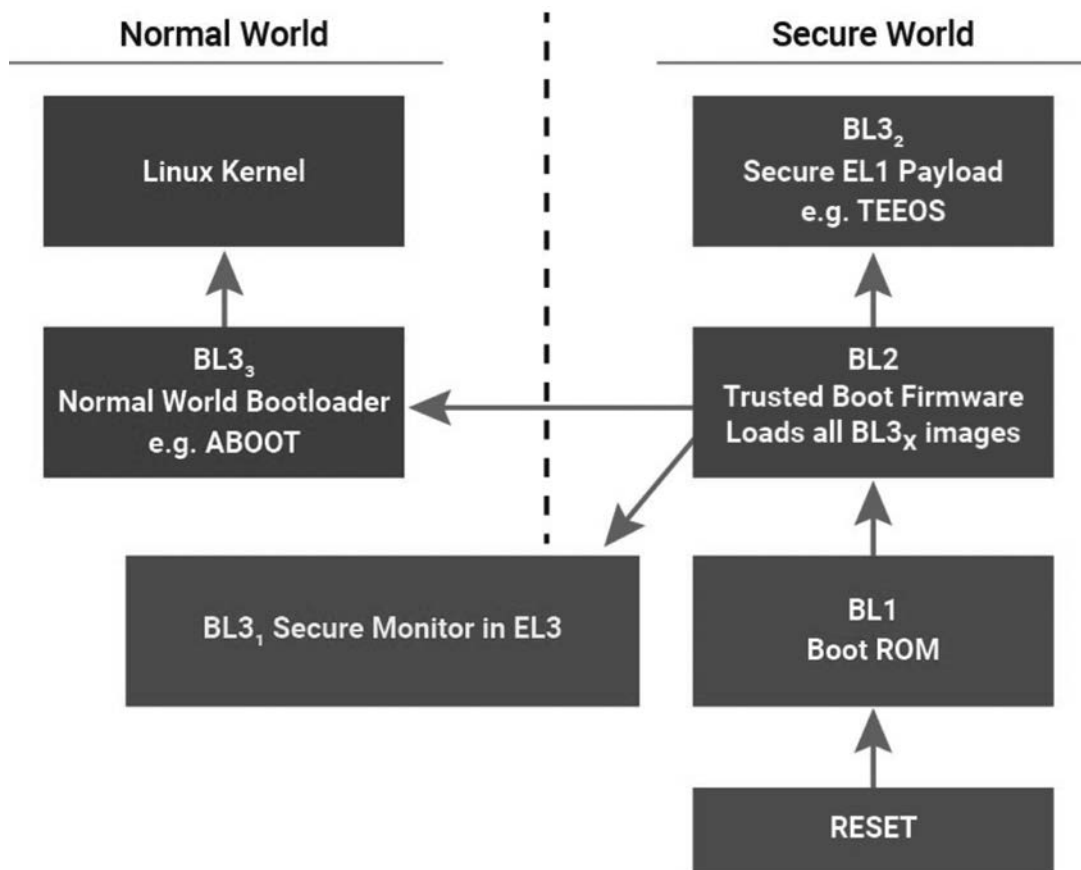 Normal World
Secure World
Linux Kernel
BL3₂
Secure EL1 Payload
e.g. TEEOS
BL3₃
Normal World Bootloader
e.g. ABOOT
BL2
Trusted Boot Firmware
Loads all BL3ₓ images
BL3₁ Secure Monitor in EL3
BL1
Boot ROM
RESET